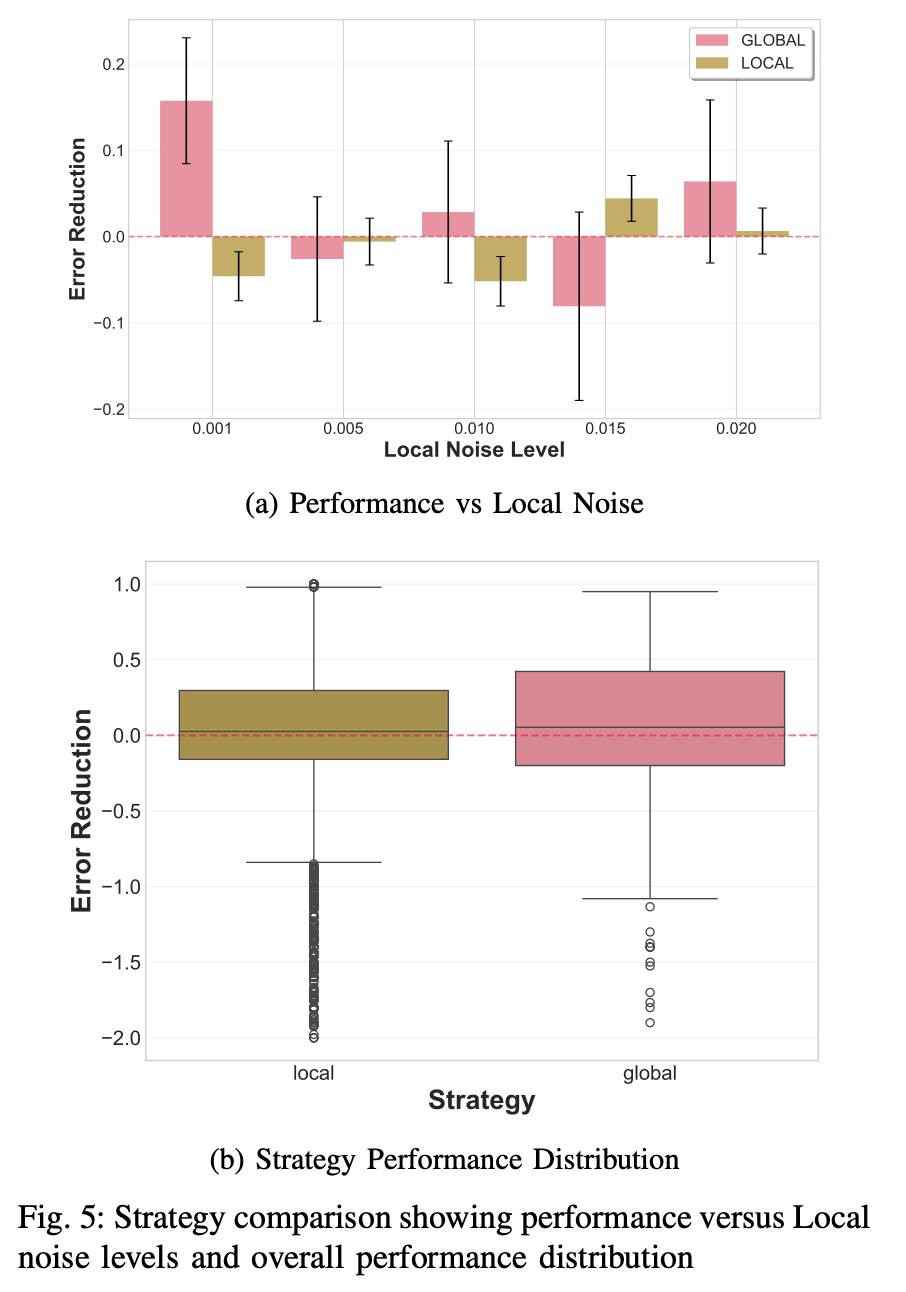 GLOBAL
LOCAL
0.2
0.1
0.0
−0.1
−0.2
Error Reduction
0.001 0.005 0.010 0.015 0.020
Local Noise Level
(a) Performance vs Local Noise
1.0
0.5
0.0
−0.5
−1.0
−1.5
−2.0
Error Reduction
local global
Strategy
(b) Strategy Performance Distribution
Fig. 5: Strategy comparison showing performance versus Local
noise levels and overall performance distribution